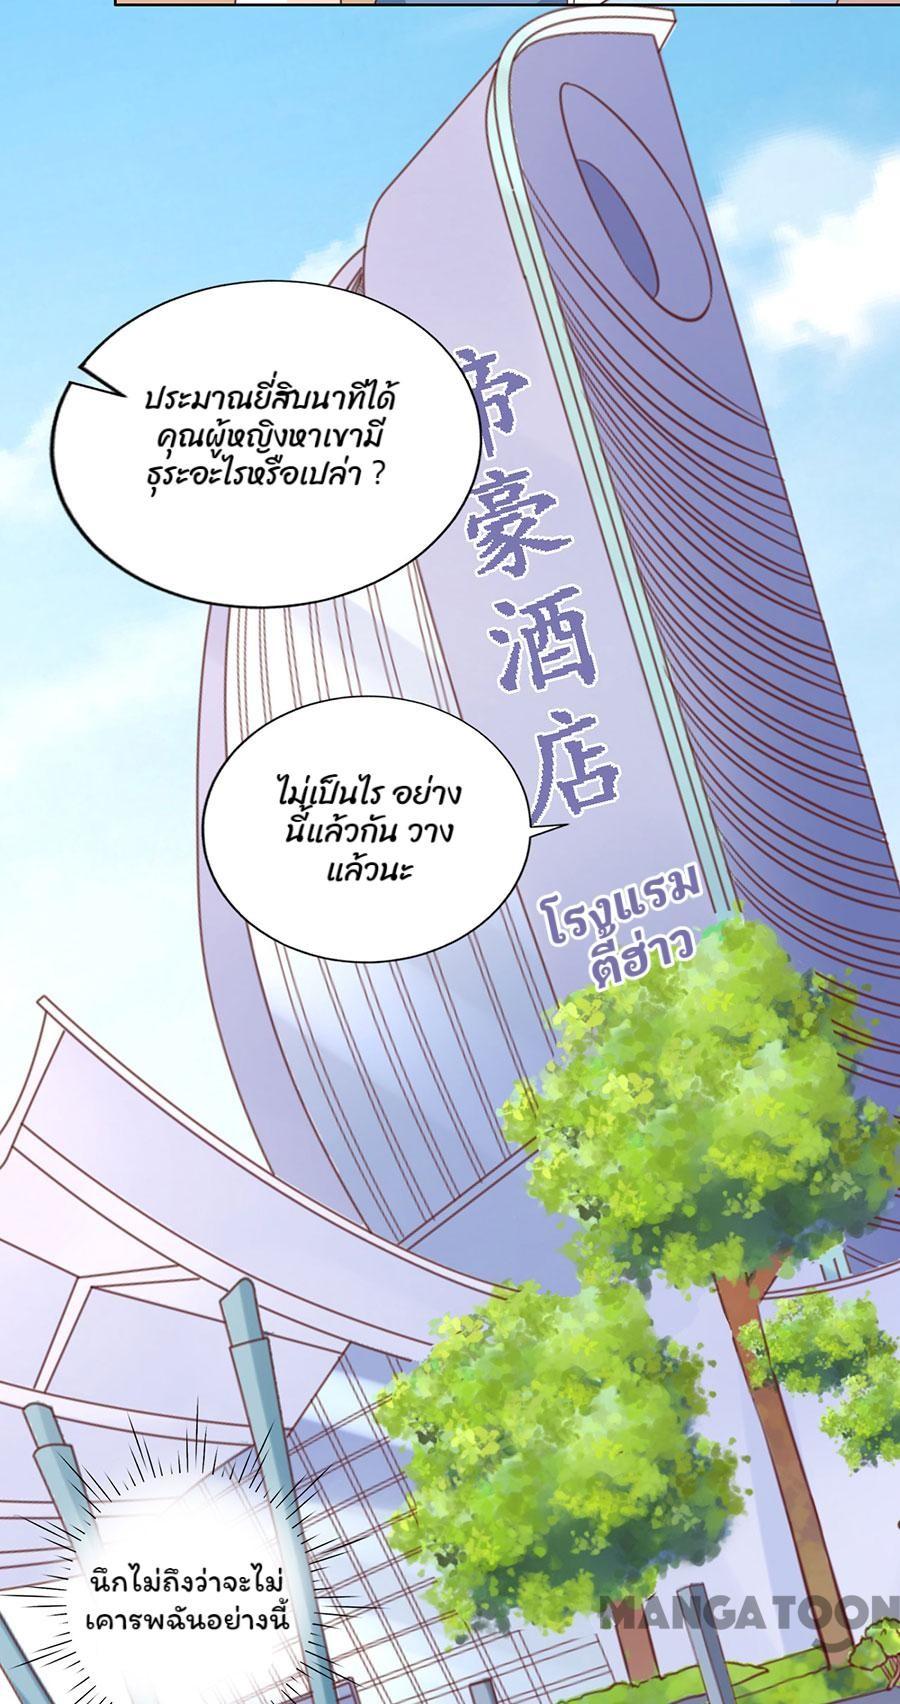 ประมาณยี่สิบนาทีได้
คุณผู้หญิงหาเขามี
ธุระอะไรหรือเปล่า ?
帝豪酒店
ไม่เป็นไร อย่าง
นี้แล้วกัน วาง
แล้วนะ
โรงแรม
ตี้ฮ่าว
นึกไม่ถึงว่าจะไม่
เคารพฉันอย่างนี้
MANGATOON